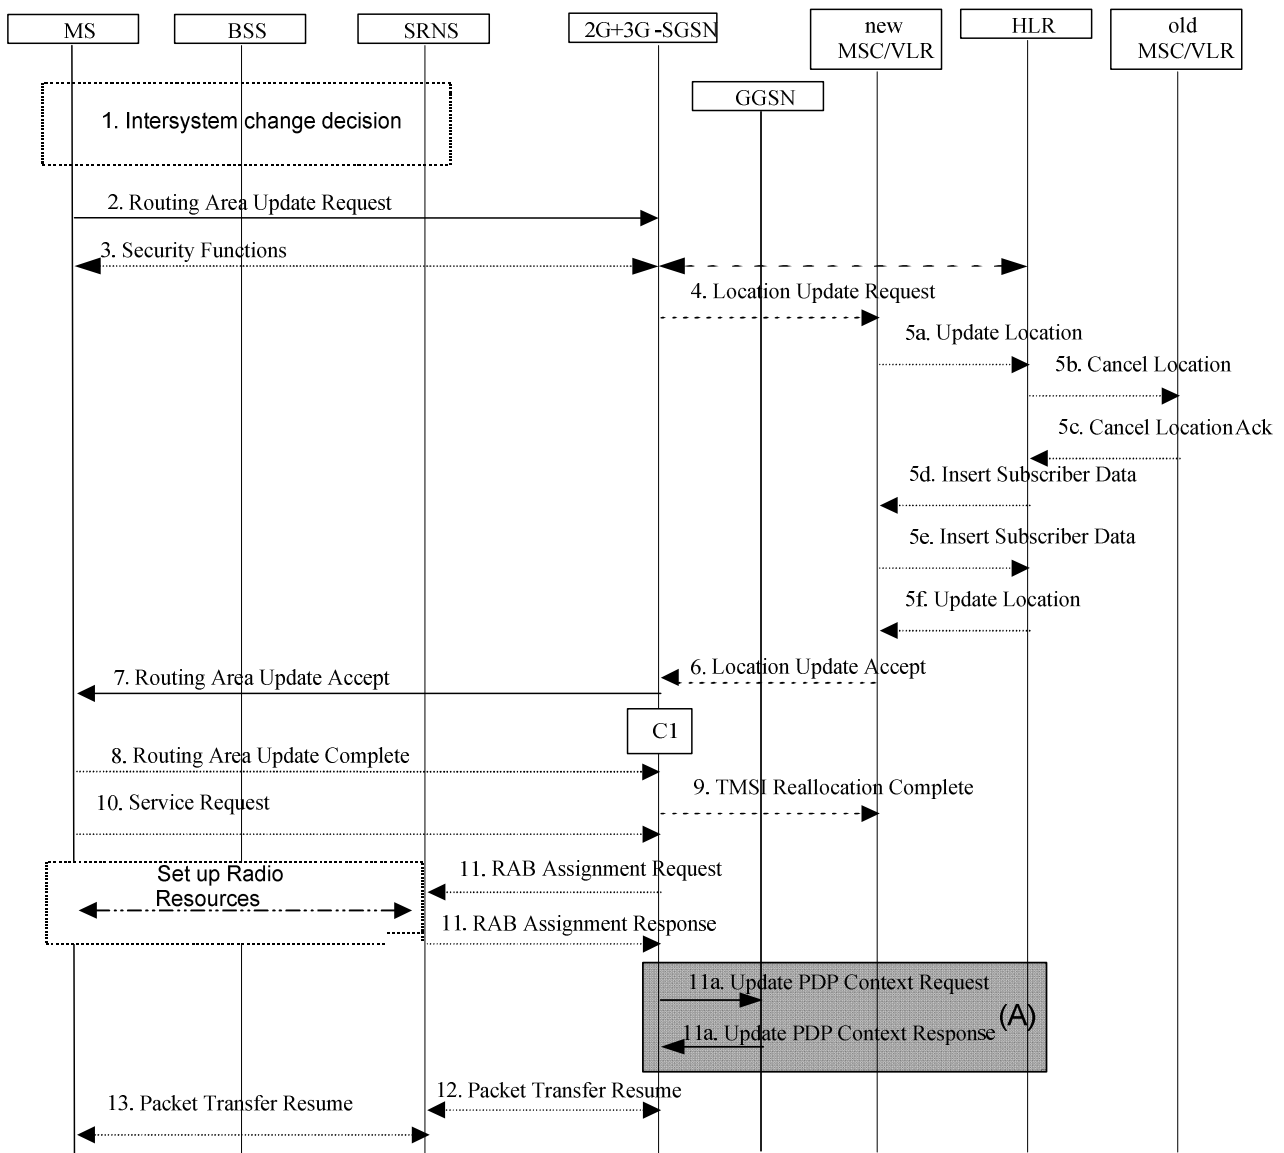 MS
BSS
SRNS
2G+3G-SGSN
new
MSC/VLR
HLR
old
MSC/VLR
GGSN
1. Intersystem change decision
2. Routing Area Update Request
3. Security Functions
4. Location Update Request
5a. Update Location
5b. Cancel Location
5c. Cancel Location Ack
5d. Insert Subscriber Data
5e. Insert Subscriber Data
5f. Update Location
6. Location Update Accept
7. Routing Area Update Accept
C1
8. Routing Area Update Complete
9. TMSI Reallocation Complete
10. Service Request
11. RAB Assignment Request
Set up Radio
Resources
11. RAB Assignment Response
11a. Update PDP Context Request
(A)
11a. Update PDP Context Response
12. Packet Transfer Resume
13. Packet Transfer Resume